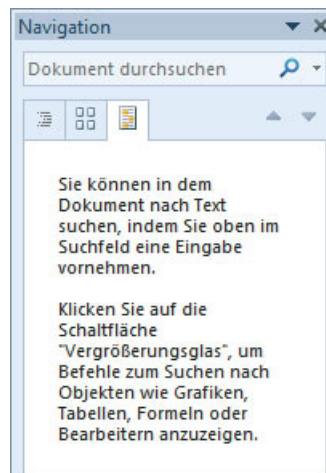 Navigation
Dokument durchsuchen
Sie können in dem
Dokument nach Text
suchen, indem Sie oben im
Suchfeld eine Eingabe
vornehmen.
Klicken Sie auf die
Schaltfläche
"Vergrößerungsglas", um
Befehle zum Suchen nach
Objekten wie Grafiken,
Tabellen, Formeln oder
Bearbeitern anzuzeigen.